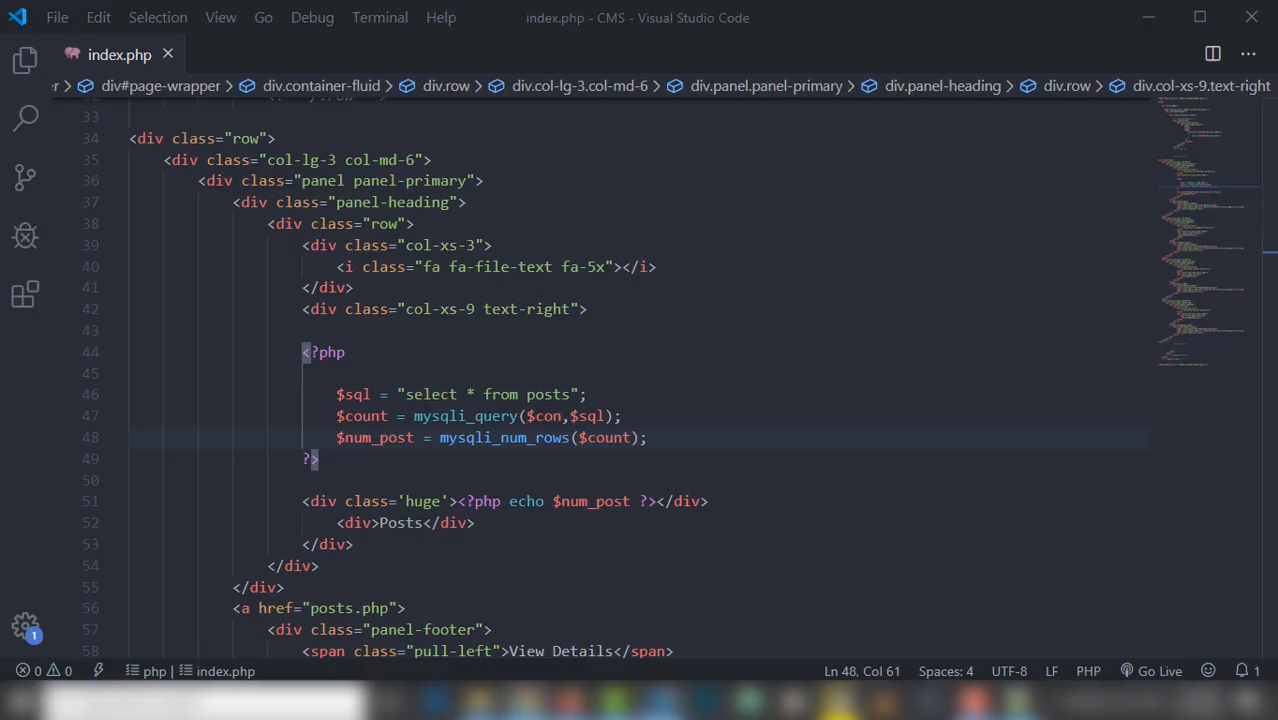 File Edit Selection View Go Debug Terminal Help index.php - CMS - Visual Studio Code
index.php
er > div#page-wrapper > div.container-fluid > div.row > div.col-lg-3.col-md-6 > div.panel.panel-primary > div.panel-heading > div.row > div.col-xs-9.text-right
33
34 <div class="row">
35 <div class="col-lg-3 col-md-6">
36 <div class="panel panel-primary">
37 <div class="panel-heading">
38 <div class="row">
39 <div class="col-xs-3">
40 <i class="fa fa-file-text fa-5x"></i>
41 </div>
42 <div class="col-xs-9 text-right">
43
44 <?php
45
46 $sql = "select * from posts";
47 $count = mysqli_query($con,$sql);
48 $num_post = mysqli_num_rows($count);
49 ?>
50
51 <div class='huge'><?php echo $num_post ?></div>
52 <div>Posts</div>
53 </div>
54 </div>
55 </div>
56 <a href="posts.php">
57 <div class="panel-footer">
58 <span class="pull-left">View Details</span>
1
0 0 php | index.php Ln 48, Col 61 Spaces: 4 UTF-8 LF PHP Go Live 1